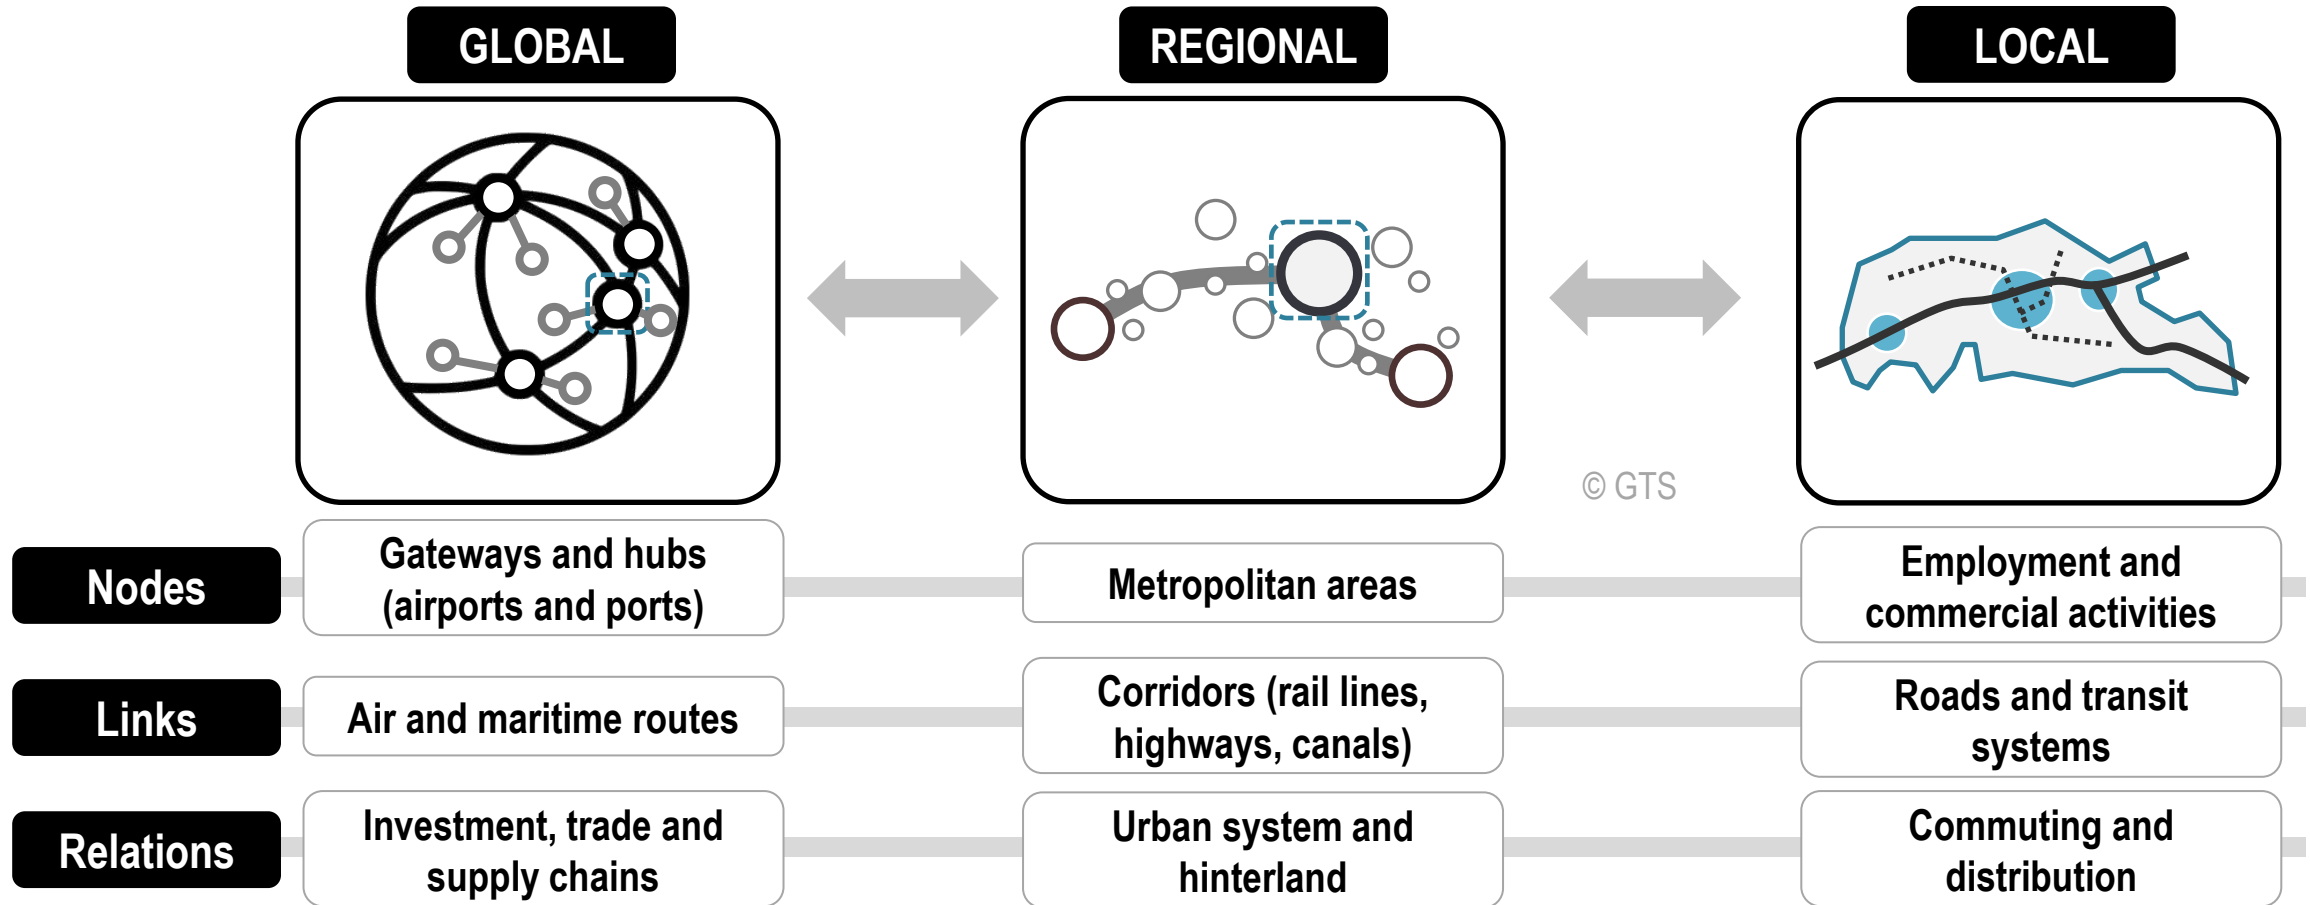 GLOBAL
REGIONAL
LOCAL
© GTS
Nodes
Gateways and hubs
(airports and ports)
Metropolitan areas
Employment and
commercial activities
Links
Air and maritime routes
Corridors (rail lines,
highways, canals)
Roads and transit
systems
Relations
Investment, trade and
supply chains
Urban system and
hinterland
Commuting and
distribution